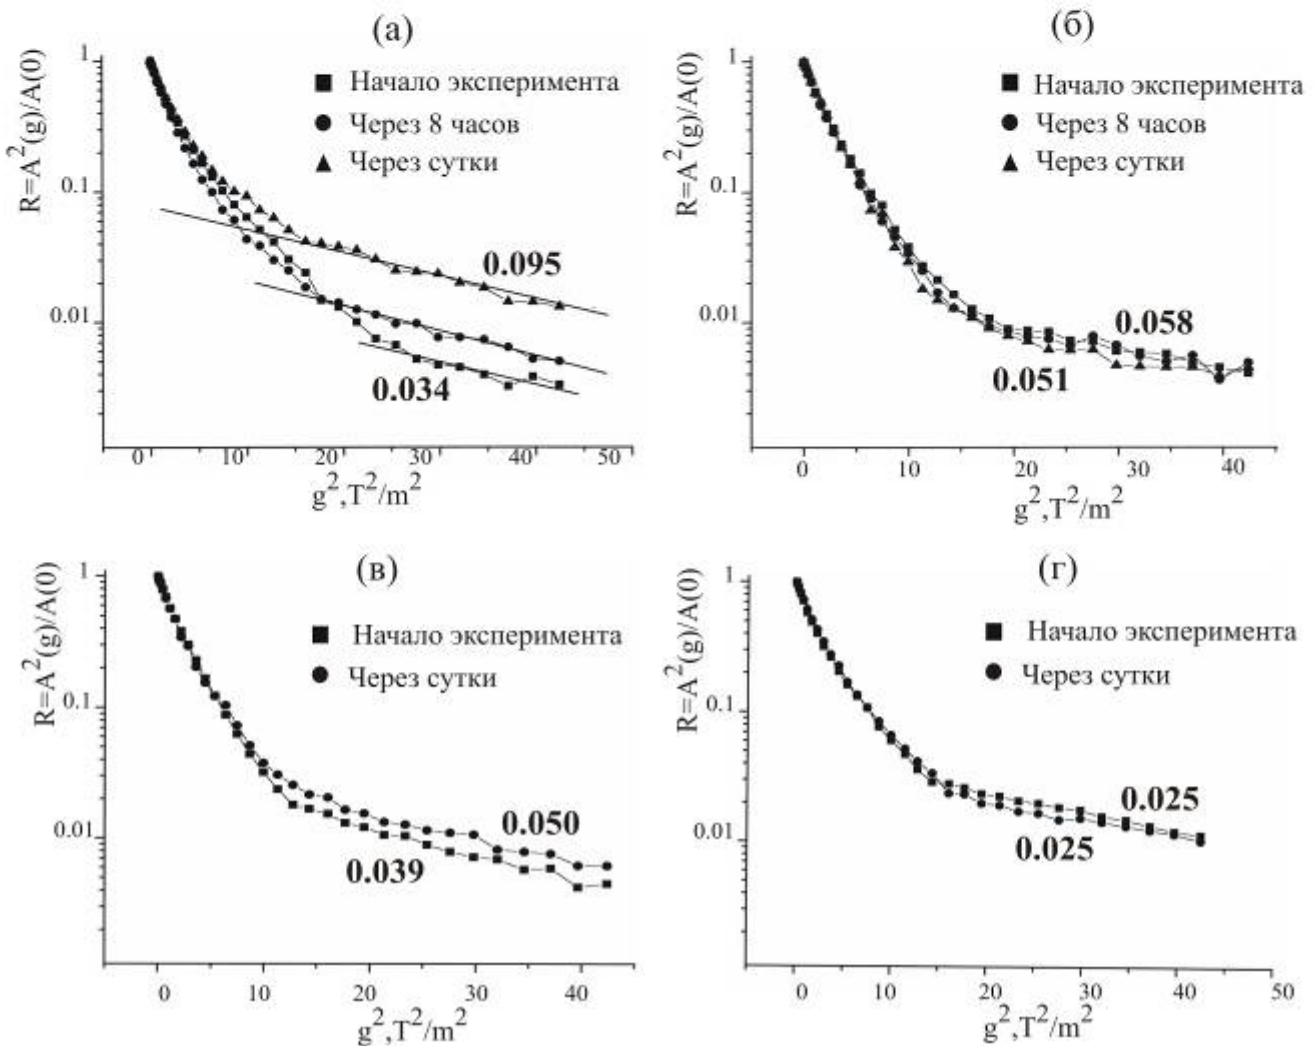 (а)
R=A²(g)/A(0)
1
0.1
0.01
Начало эксперимента
Через 8 часов
Через сутки
0.095
0.034
0 10 20 30 40 50
g²,T²/m²
(б)
R=A²(g)/A(0)
1
0.1
0.01
Начало эксперимента
Через 8 часов
Через сутки
0.058
0.051
0 10 20 30 40
g²,T²/m²
(в)
R=A²(g)/A(0)
1
0.1
0.01
Начало эксперимента
Через сутки
0.050
0.039
0 10 20 30 40
g²,T²/m²
(г)
R=A²(g)/A(0)
1
0.1
0.01
Начало эксперимента
Через сутки
0.025
0.025
0 10 20 30 40 50
g²,T²/m²